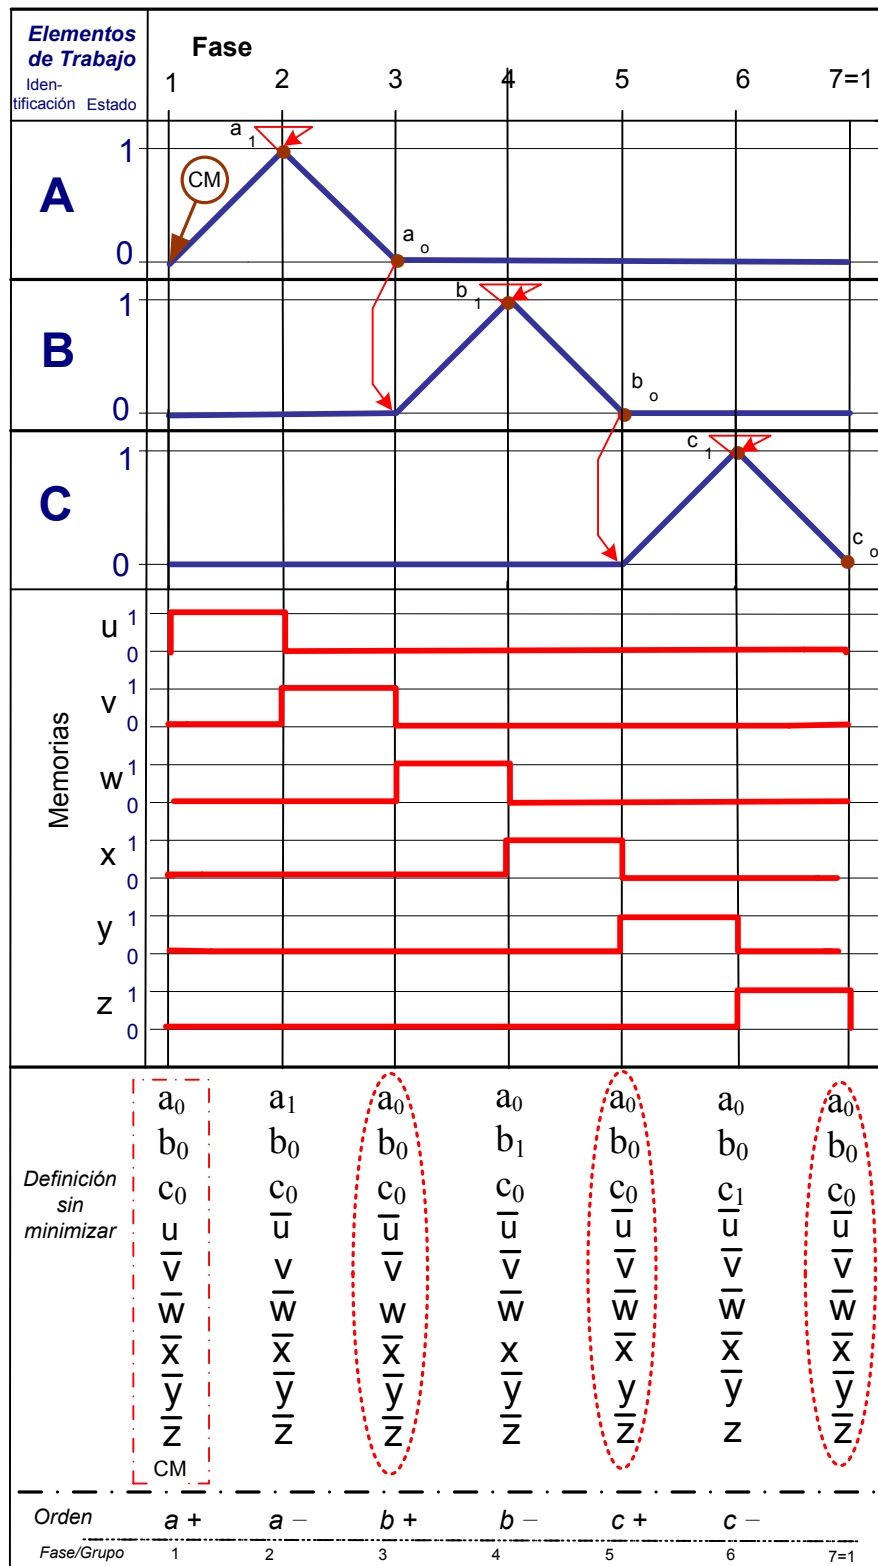 Elementos
de Trabajo
Iden-
tificación Estado
Fase
1 2 3 4 5 6 7=1
A
1
0
CM
a 1
a o
B
1
0
b 1
b o
C
1
0
c 1
c o
Memorias
u 1
0
v 1
0
w 1
0
x 1
0
y 1
0
z 1
0
Definición
sin
minimizar
a₀ a₁ a₀ a₀ a₀ a₀ a₀
b₀ b₀ b₀ b₁ b₀ b₀ b₀
c₀ c₀ c₀ c₀ c₀ c₁ c₀
u u̅ u̅ u̅ u̅ u̅ u̅
v̅ v v̅ v̅ v̅ v̅ v̅
w̅ w̅ w w̅ w̅ w̅ w̅
x̅ x̅ x̅ x x̅ x̅ x̅
y̅ y̅ y̅ y̅ y y̅ y̅
z̅ z̅ z̅ z̅ z̅ z z̅
CM
Orden a + a − b + b − c + c −
Fase/Grupo 1 2 3 4 5 6 7=1